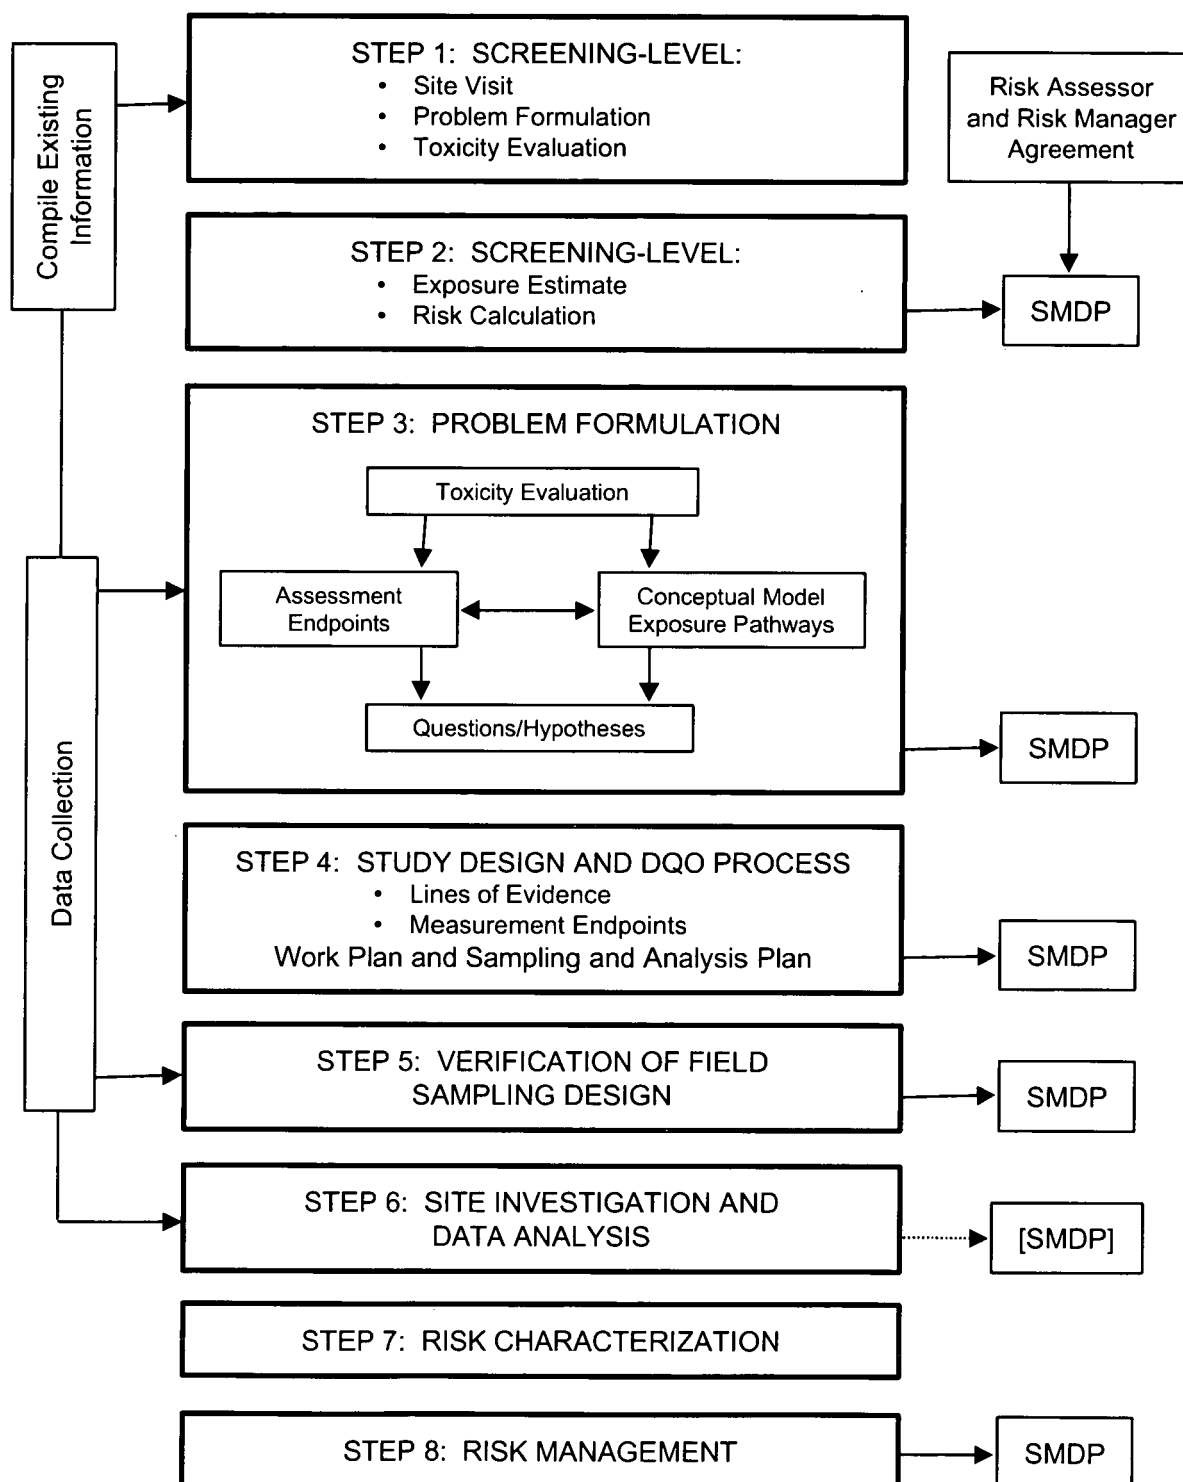 Compile Existing
Information
STEP 1: SCREENING-LEVEL:
• Site Visit
• Problem Formulation
• Toxicity Evaluation
Risk Assessor
and Risk Manager
Agreement
STEP 2: SCREENING-LEVEL:
• Exposure Estimate
• Risk Calculation
SMDP
Data Collection
STEP 3: PROBLEM FORMULATION
Toxicity Evaluation
Assessment
Endpoints
Conceptual Model
Exposure Pathways
Questions/Hypotheses
SMDP
STEP 4: STUDY DESIGN AND DQO PROCESS
• Lines of Evidence
• Measurement Endpoints
Work Plan and Sampling and Analysis Plan
SMDP
STEP 5: VERIFICATION OF FIELD
SAMPLING DESIGN
SMDP
STEP 6: SITE INVESTIGATION AND
DATA ANALYSIS
[SMDP]
STEP 7: RISK CHARACTERIZATION
STEP 8: RISK MANAGEMENT
SMDP